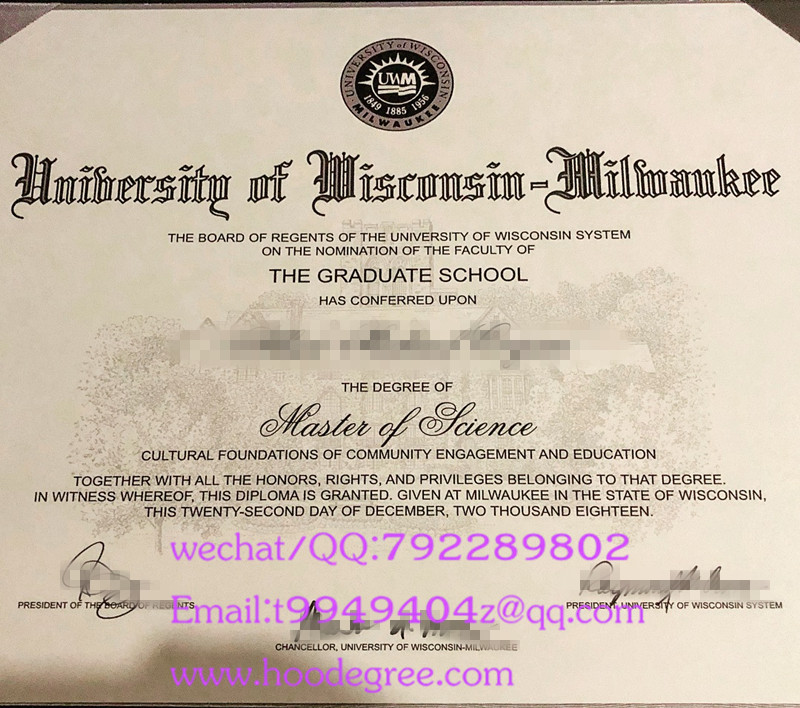 UNIVERSITY of WISCONSIN
UWM
1849 1885 1956
MILWAUKEE
University of Wisconsin-Milwaukee
THE BOARD OF REGENTS OF THE UNIVERSITY OF WISCONSIN SYSTEM
ON THE NOMINATION OF THE FACULTY OF
THE GRADUATE SCHOOL
HAS CONFERRED UPON
THE DEGREE OF
Master of Science
CULTURAL FOUNDATIONS OF COMMUNITY ENGAGEMENT AND EDUCATION
TOGETHER WITH ALL THE HONORS, RIGHTS, AND PRIVILEGES BELONGING TO THAT DEGREE.
IN WITNESS WHEREOF, THIS DIPLOMA IS GRANTED. GIVEN AT MILWAUKEE IN THE STATE OF WISCONSIN,
THIS TWENTY-SECOND DAY OF DECEMBER, TWO THOUSAND EIGHTEEN.
wechat/QQ:792289802
PRESIDENT OF THE BOARD OF REGENTS
Email:t9949404z@qq.com
PRESIDENT, UNIVERSITY OF WISCONSIN SYSTEM
CHANCELLOR, UNIVERSITY OF WISCONSIN-MILWAUKEE
www.hoodegree.com